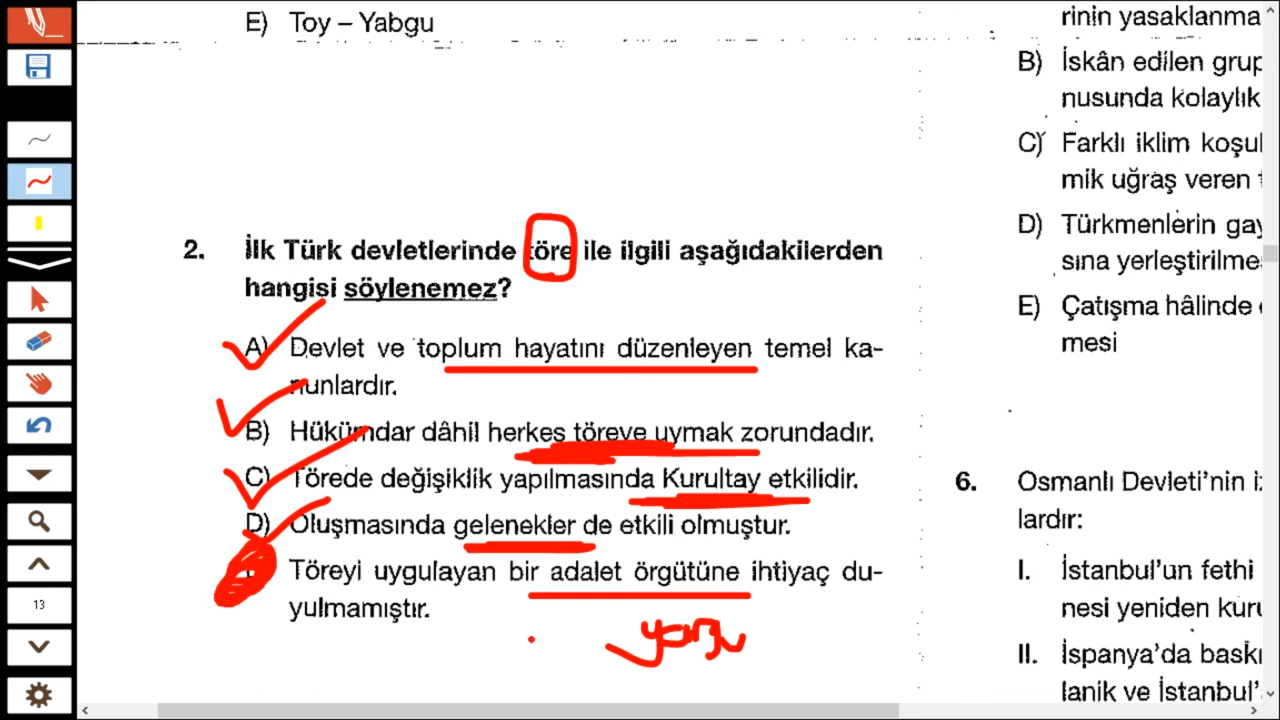 E) Toy – Yabgu
2. İlk Türk devletlerinde töre ile ilgili aşağıdakilerden
hangisi söylenemez?
A) Devlet ve toplum hayatını düzenleyen temel ka-
nunlardır.
B) Hükümdar dâhil herkes töreye uymak zorundadır.
C) Törede değişiklik yapılmasında Kurultay etkilidir.
D) Oluşmasında gelenekler de etkili olmuştur.
Töreyi uygulayan bir adalet örgütüne ihtiyaç du-
yulmamıştır.
yargı
rinin yasaklanma
B) İskân edilen grup
nusunda kolaylık
C) Farklı iklim koşul
mik uğraş veren
D) Türkmenlerin gay
sına yerleştirilme
E) Çatışma hâlinde
mesi
6. Osmanlı Devleti'nin
lardır:
I. İstanbul'un fethi
nesi yeniden kuru
II. İspanya'da baskı
lanik ve İstanbul'
13